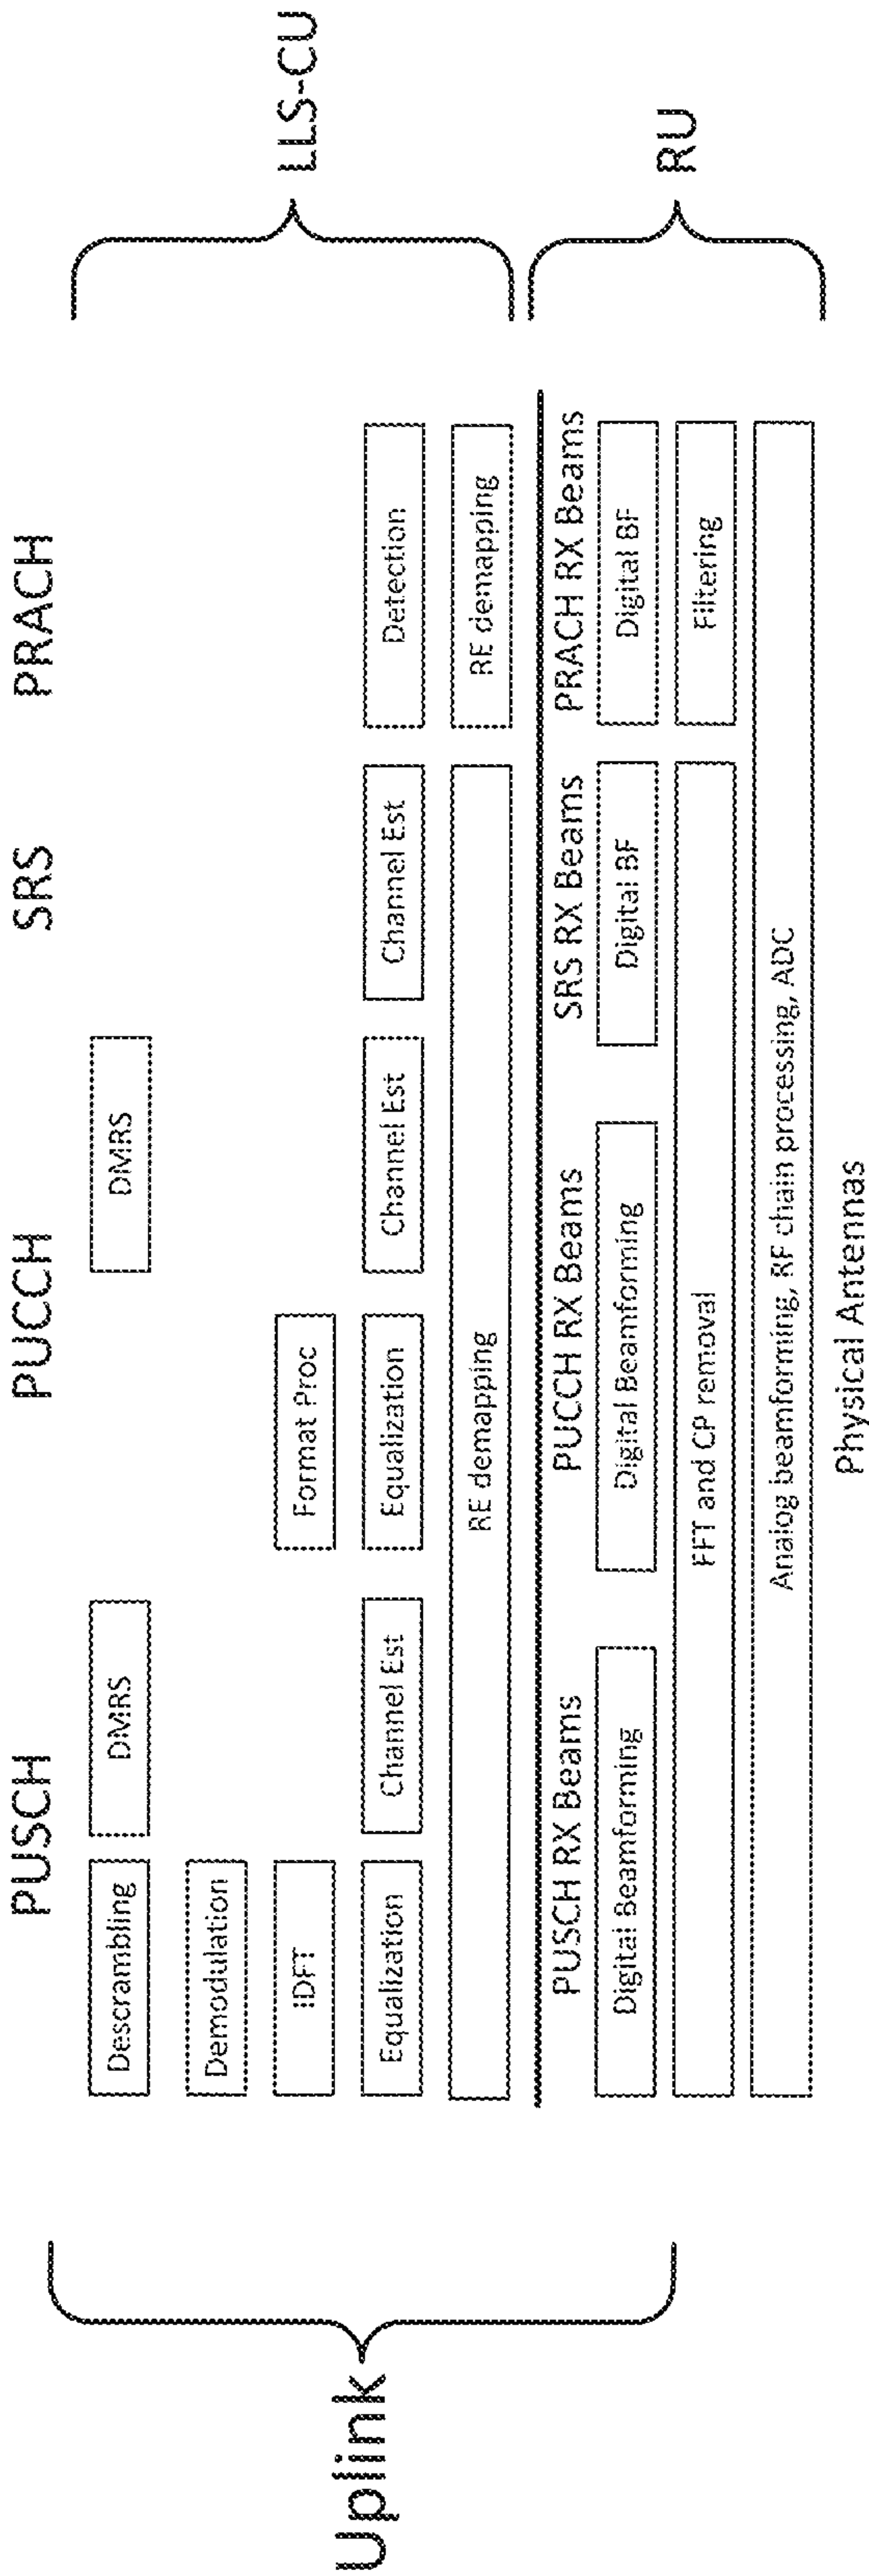 PUSCH
PUCCH
SRS
PRACH
Descrambling
DMRS
DMRS
Demodulation
IDFT
Format Proc
Equalization
Channel Est
Equalization
Channel Est
Channel Est
Detection
RE demapping
RE demapping
LLS-CU
Uplink
PUSCH RX Beams
PUCCH RX Beams
SRS RX Beams
PRACH RX Beams
Digital Beamforming
Digital Beamforming
Digital BF
Digital BF
FFT and CP removal
Filtering
RU
Analog beamforming, RF chain processing, ADC
Physical Antennas